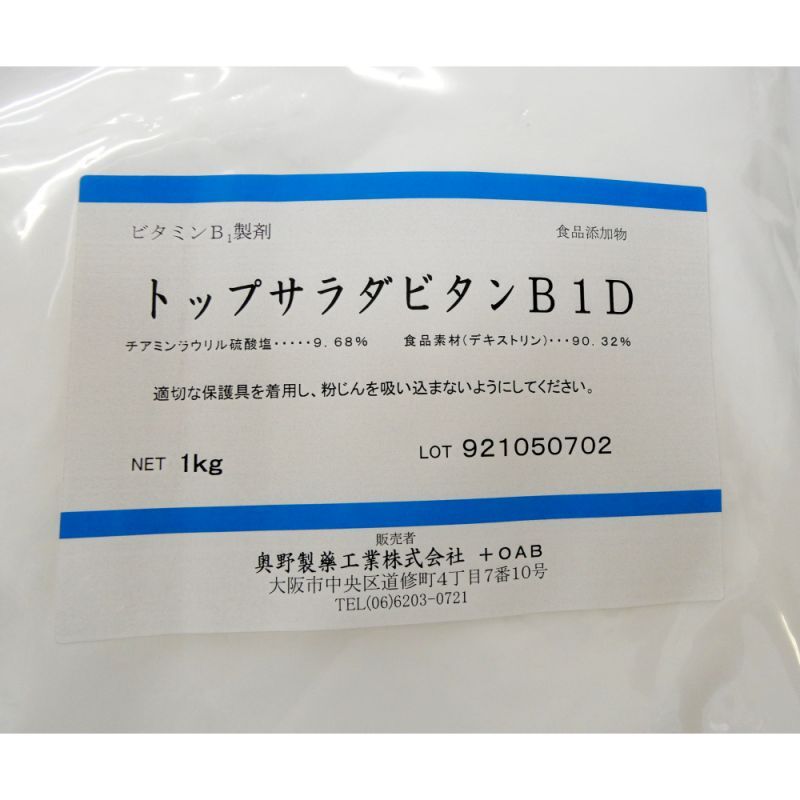 ビタミンB₁製剤 食品添加物
トップサラダビタンB1D
チアミンラウリル硫酸塩・・・・・9.68% 食品素材(デキストリン)・・・90.32%
適切な保護具を着用し、粉じんを吸い込まないようにしてください。
NET 1kg LOT 921050702
販売者
奥野製藥工業株式会社 +OAB
大阪市中央区道修町4丁目7番10号
TEL(06)6203-0721